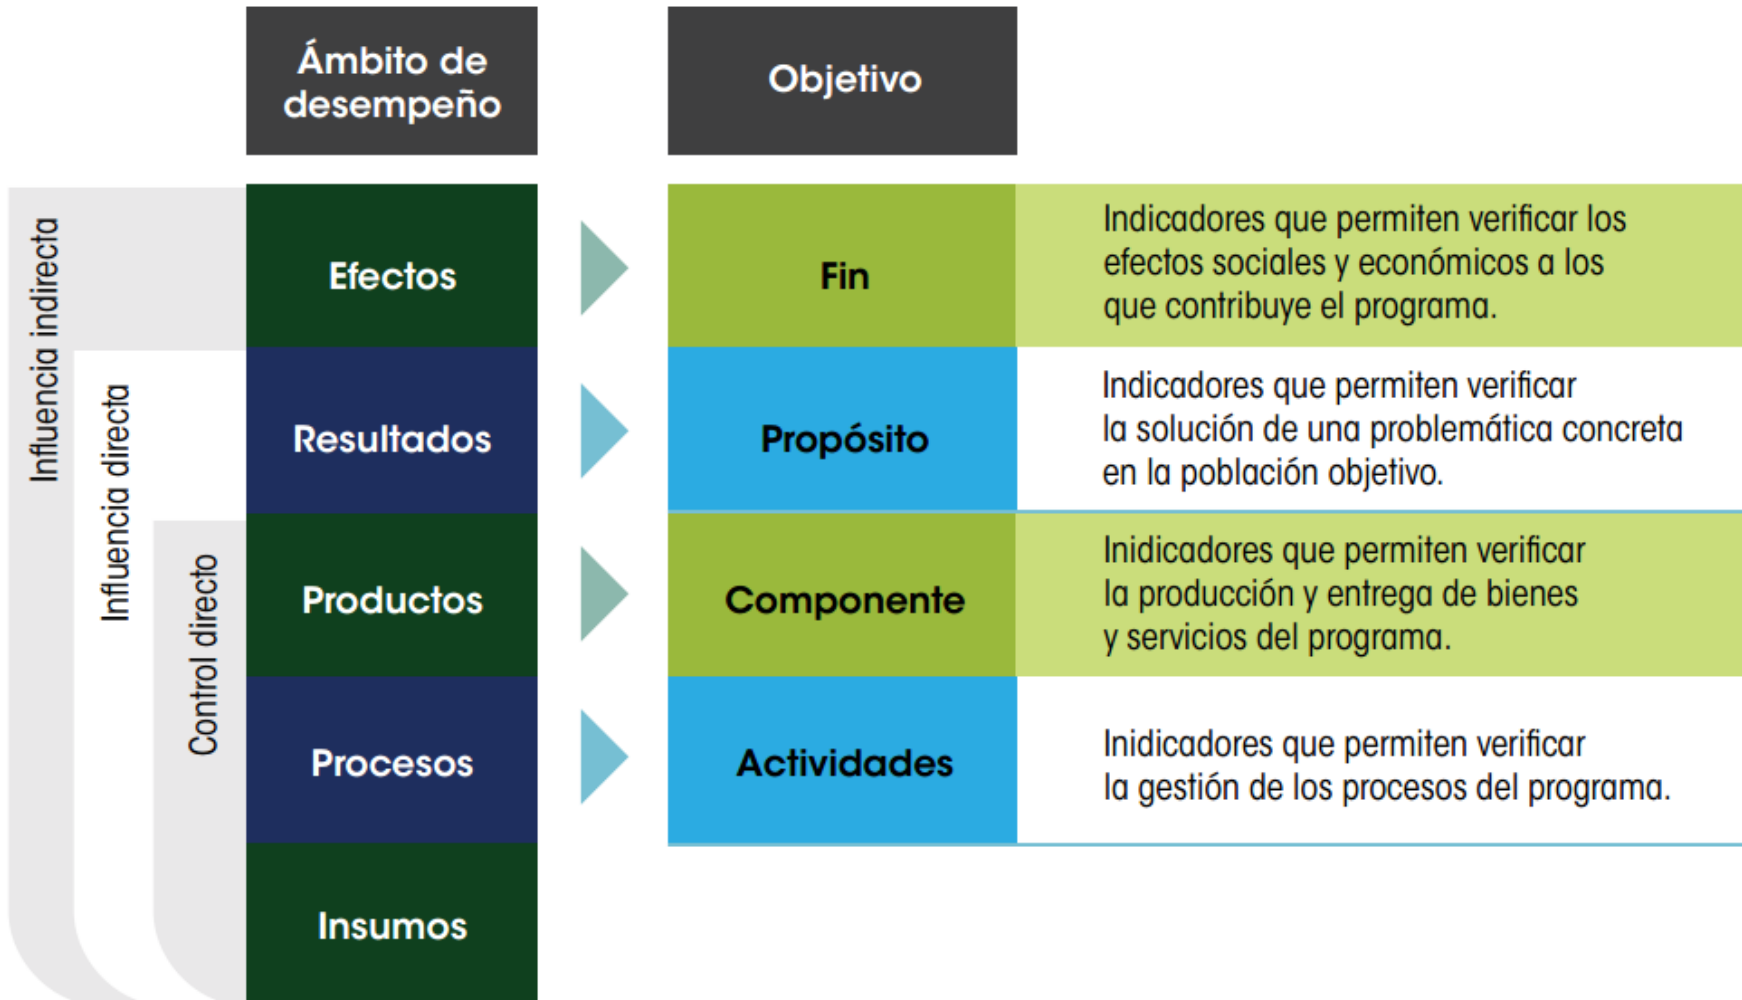 Ámbito de
desempeño
Objetivo
Influencia indirecta
Influencia directa
Control directo
Efectos
Fin
Indicadores que permiten verificar los
efectos sociales y económicos a los
que contribuye el programa.
Resultados
Propósito
Indicadores que permiten verificar
la solución de una problemática concreta
en la población objetivo.
Productos
Componente
Inidicadores que permiten verificar
la producción y entrega de bienes
y servicios del programa.
Procesos
Actividades
Inidicadores que permiten verificar
la gestión de los procesos del programa.
Insumos